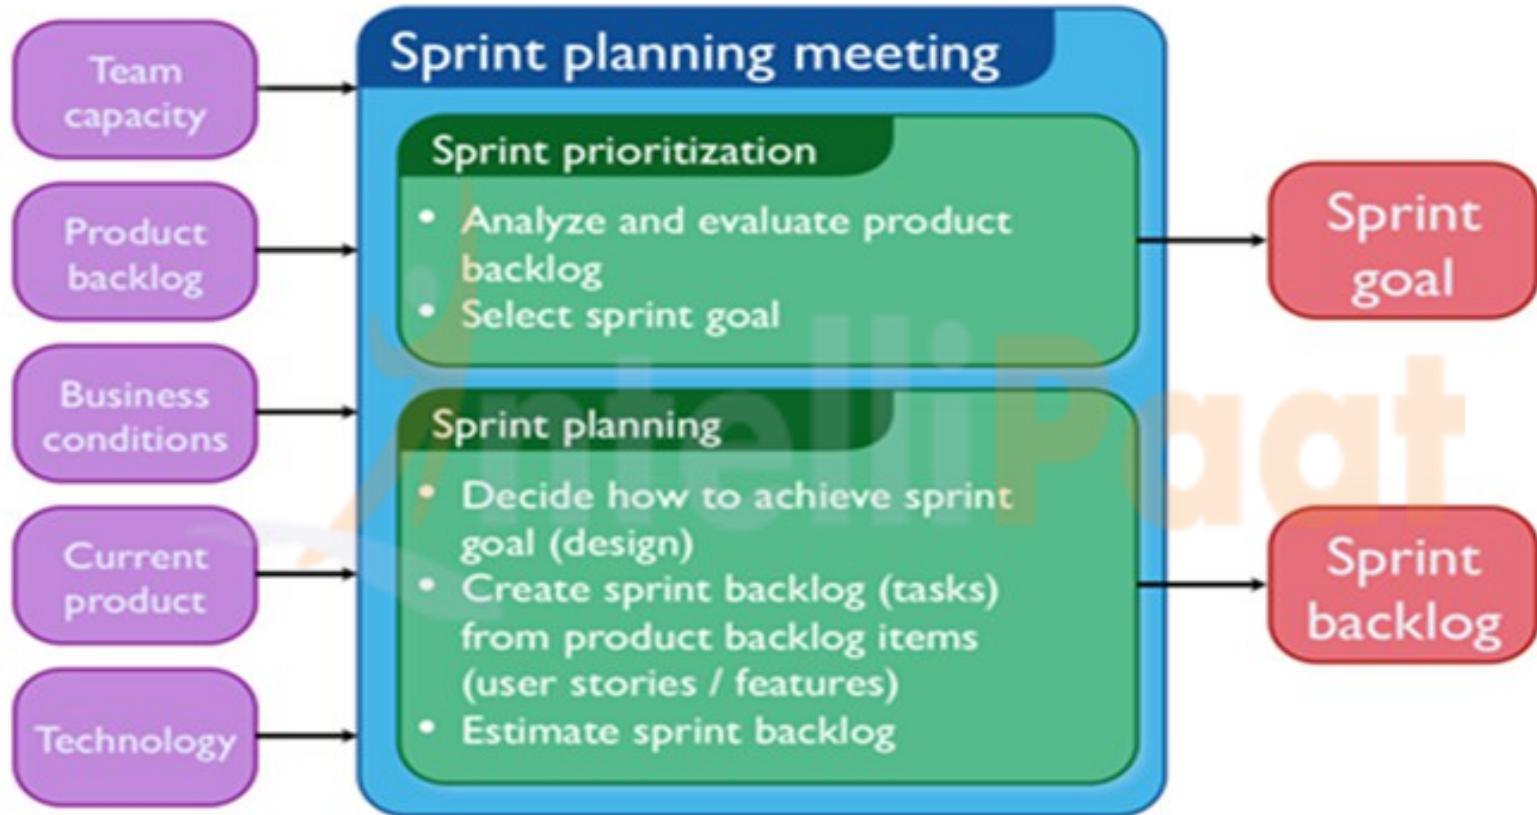 Team
capacity
Product
backlog
Business
conditions
Current
product
Technology
Sprint planning meeting
Sprint prioritization
• Analyze and evaluate product
backlog
• Select sprint goal
Sprint planning
• Decide how to achieve sprint
goal (design)
• Create sprint backlog (tasks)
from product backlog items
(user stories / features)
• Estimate sprint backlog
Sprint
goal
Sprint
backlog
intelliPaat